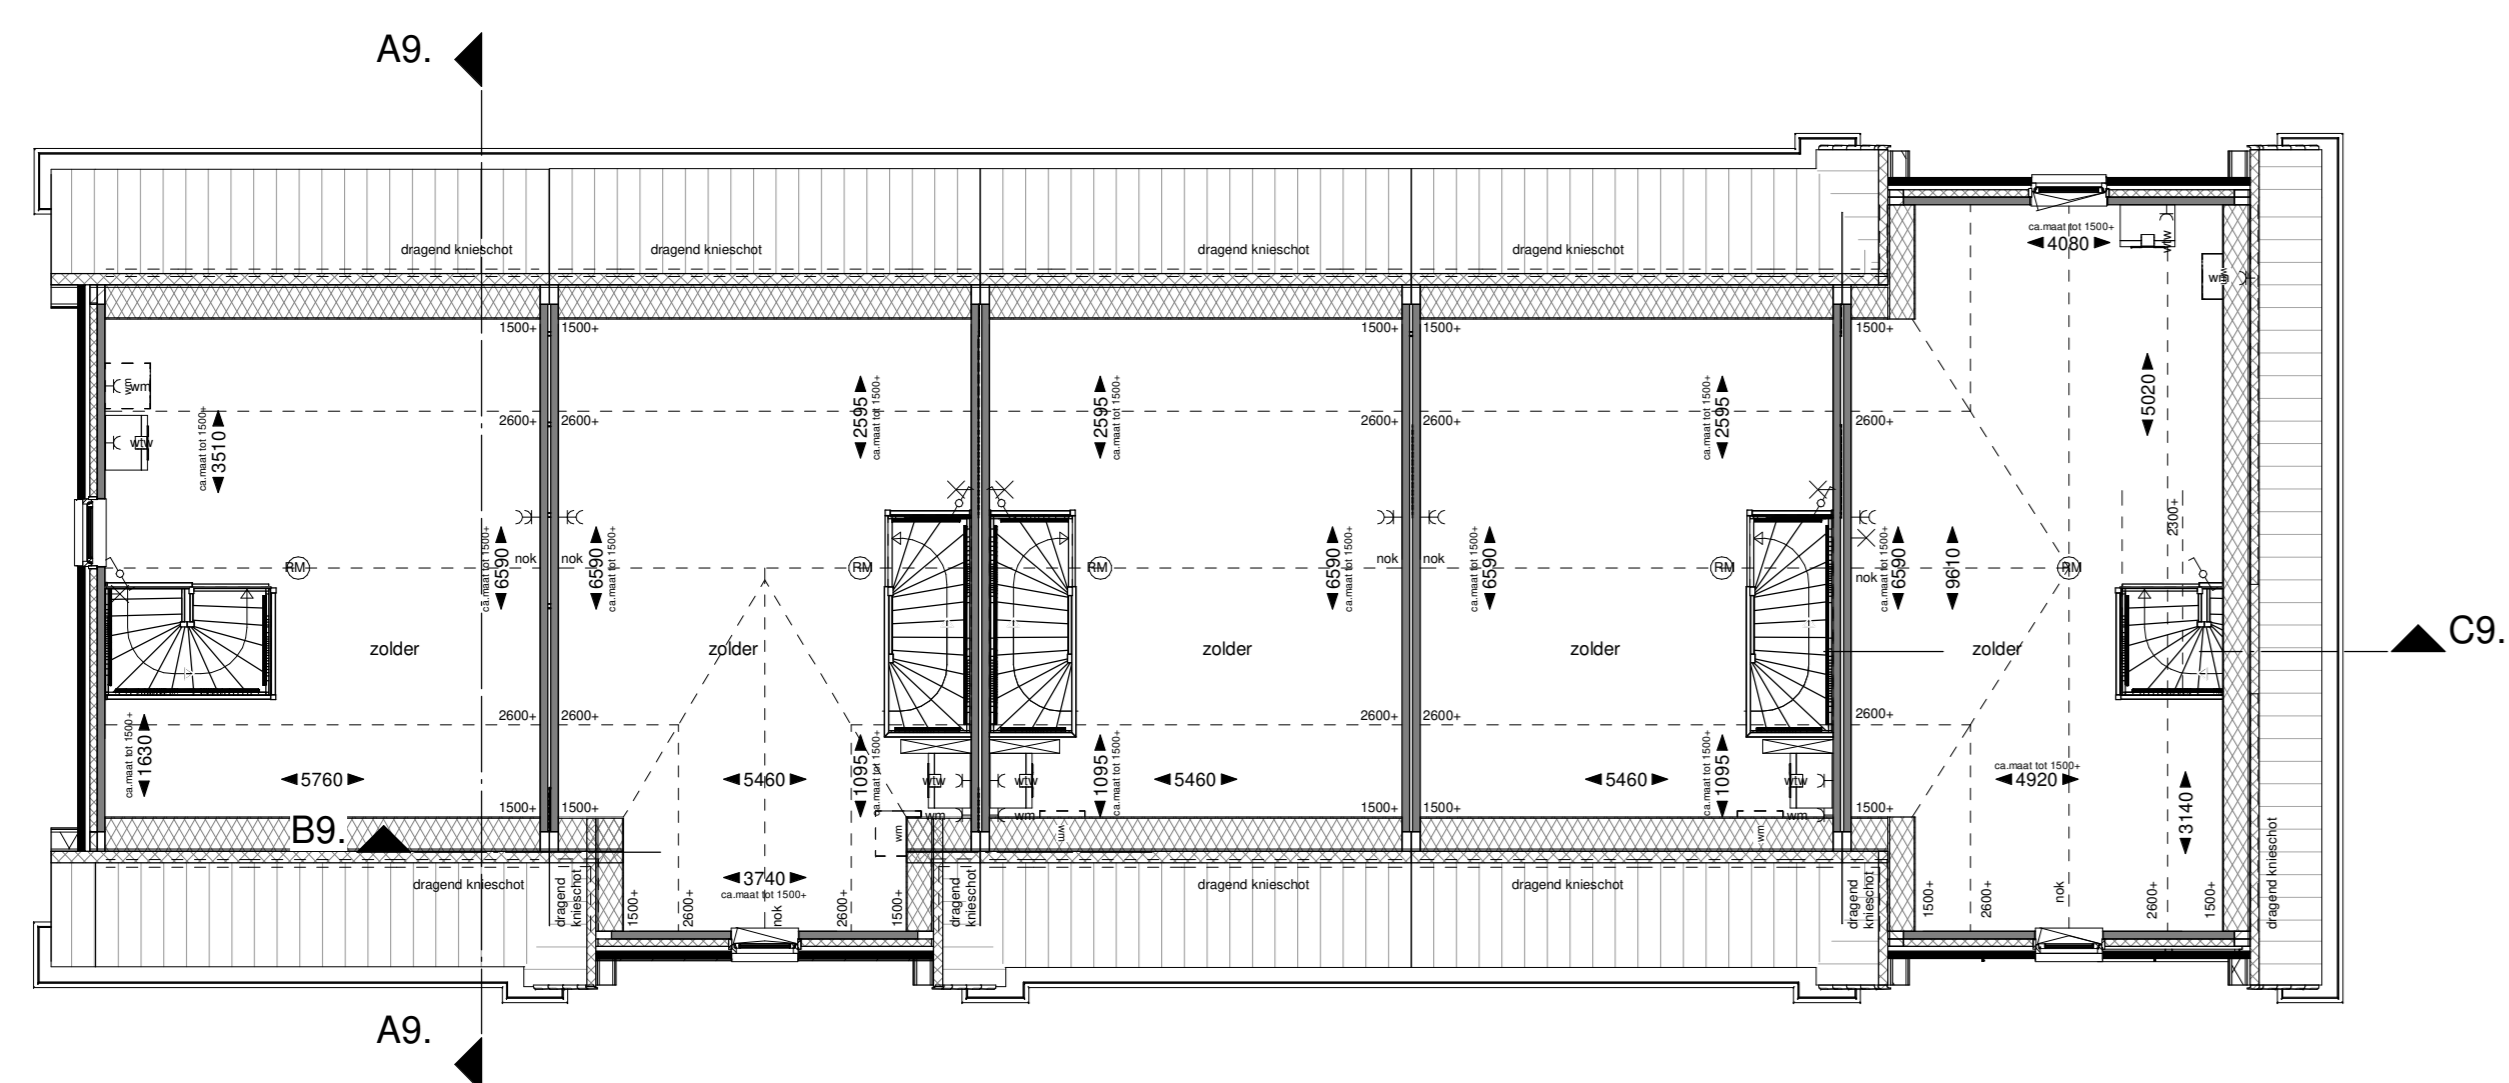 A9.
dragend knieschot
dragend knieschot
dragend knieschot
dragend knieschot
ca.maat tot 1500+
4080
wtw
wm
wm
1500+
1500+
1500+
1500+
1500+
wm
wm
wtw
ca.maat tot 1500+
3510
2600+
2600+
2595
ca.maat tot 1500+
2595
ca.maat tot 1500+
2600+
2600+
2595
ca.maat tot 1500+
2600+
5020
2300+
RM
ca.maat tot 1500+
6590
nok
nok
6590
ca.maat tot 1500+
RM
RM
6590
ca.maat tot 1500+
nok
nok
ca.maat tot 1500+
6590
RM
nok
ca.maat tot 1500+
6590
9610
RM
C9.
zolder
zolder
zolder
zolder
zolder
2600+
2600+
2600+
2600+
2600+
ca.maat tot 1500+
1630
5760
5460
1095
ca.maat tot 1500+
wtw
wtw
1095
ca.maat tot 1500+
5460
5460
1095
ca.maat tot 1500+
wtw
ca.maat tot 1500+
4920
3140
1500+
1500+
wm
wm
wm
wm
1500+
1500+
wm
wm
1500+
B9.
dragend knieschot
dragend
knieschot
1500+
2600+
3740
ca.maat tot 1500+
nok
2600+
1500+
dragend
knieschot
dragend knieschot
dragend knieschot
dragend
knieschot
1500+
2600+
nok
2600+
1500+
dragend knieschot
A9.